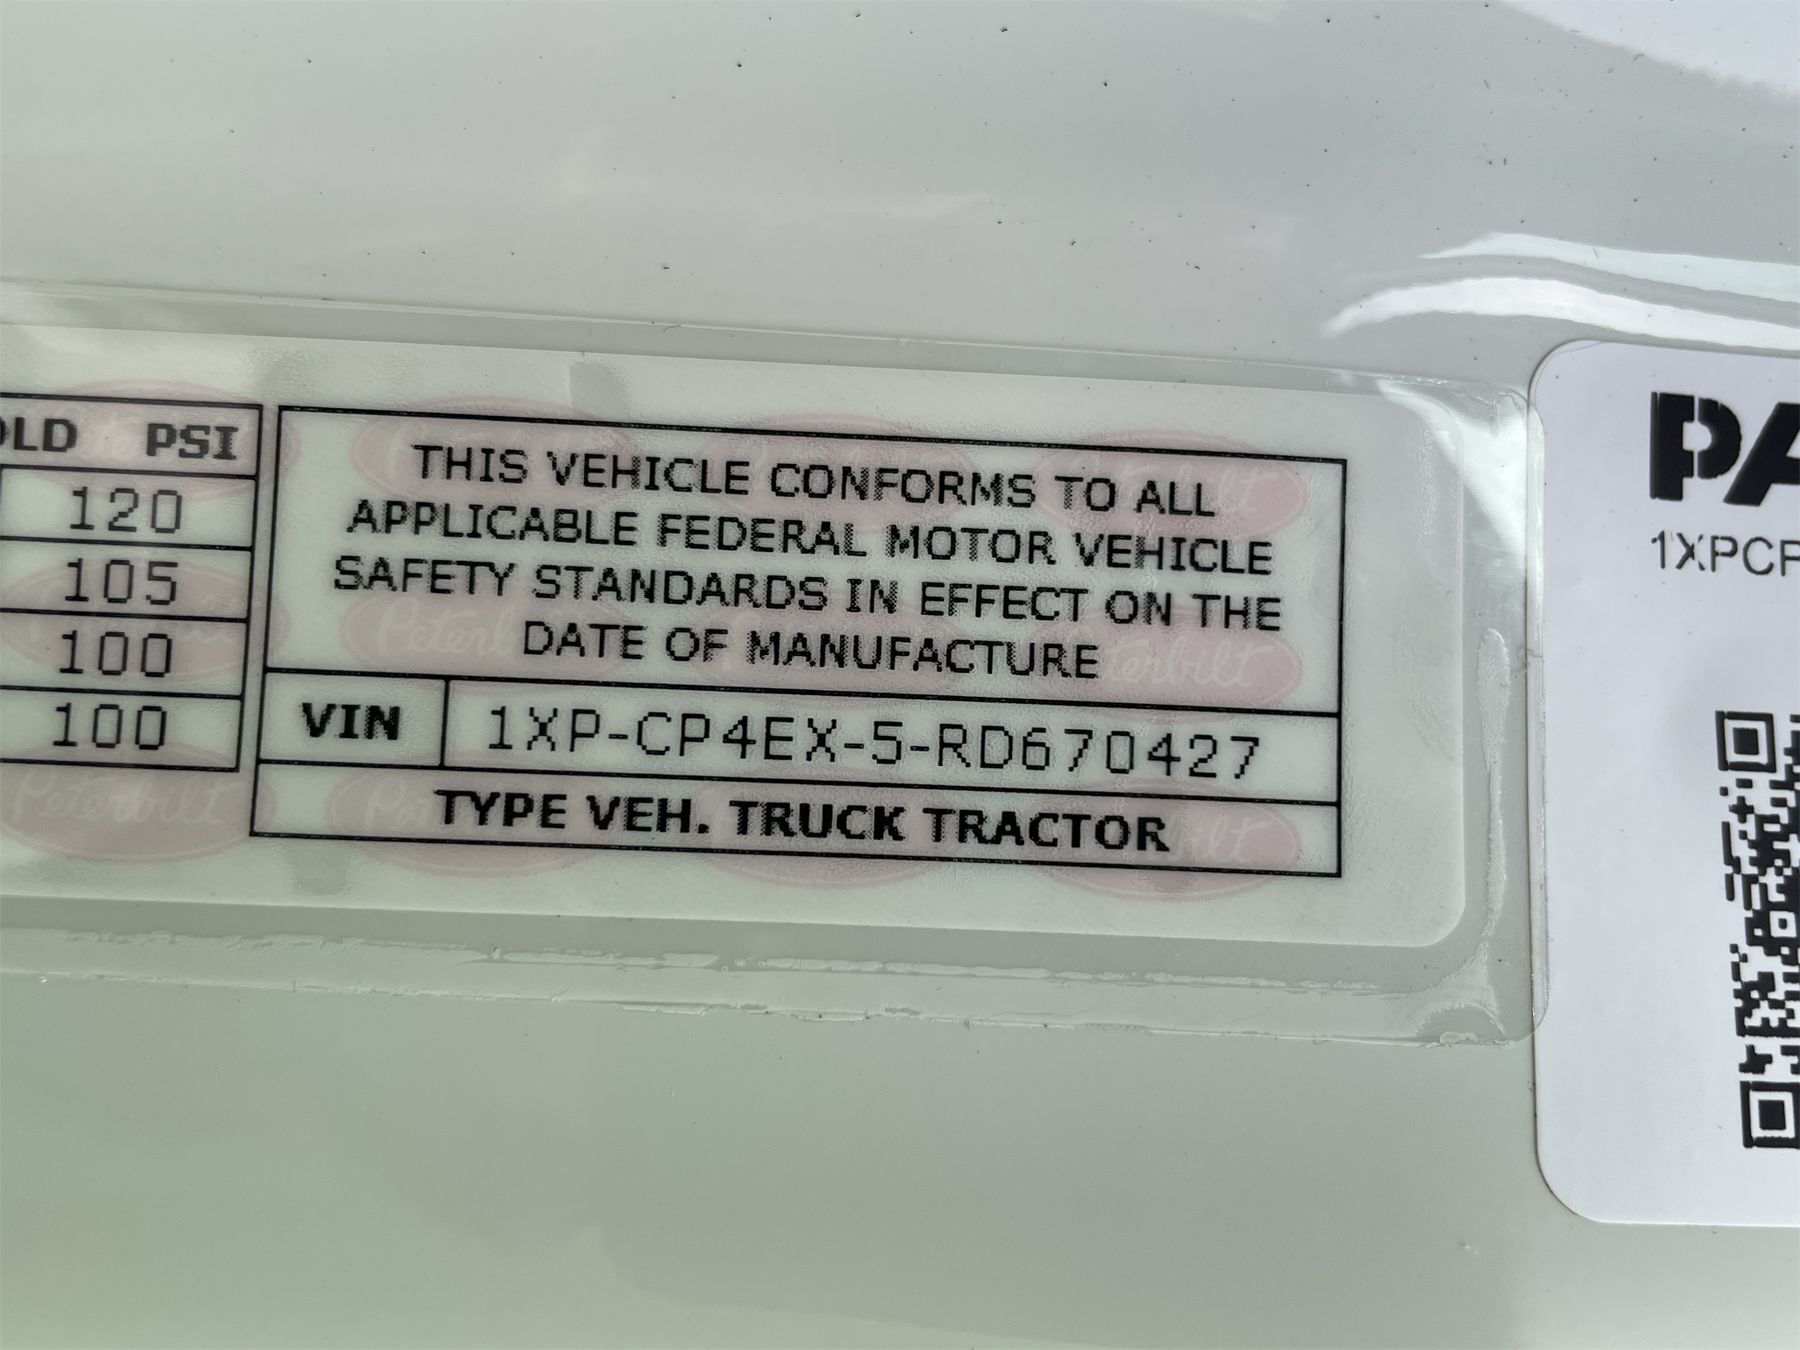 OLD PSI
120
105
100
100
THIS VEHICLE CONFORMS TO ALL
APPLICABLE FEDERAL MOTOR VEHICLE
SAFETY STANDARDS IN EFFECT ON THE
DATE OF MANUFACTURE
VIN 1XP-CP4EX-5-RD670427
TYPE VEH. TRUCK TRACTOR
Peterbilt
PA
1XPCP